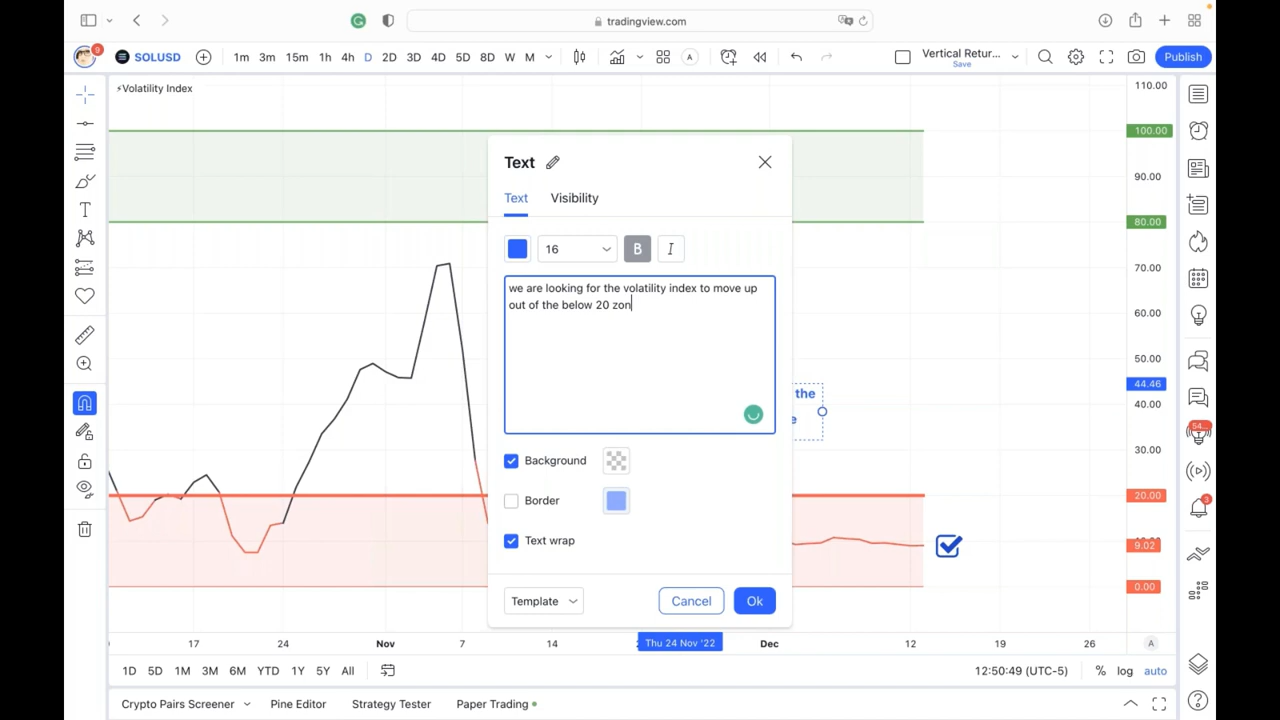 tradingview.com
9
SOLUSD
1m 3m 15m 1h 4h D 2D 3D 4D 5D 8D W M
A
Vertical Retur...
Save
Publish
⚡Volatility Index
110.00
100.00
90.00
80.00
70.00
60.00
50.00
44.46
40.00
30.00
20.00
9.02
0.00
Text
Text Visibility
16 B I
we are looking for the volatility index to move up
out of the below 20 zon
the
e
Background
Border
Text wrap
Template Cancel Ok
54...
3
17 24 Nov 7 14 Thu 24 Nov '22 Dec 12 19 26 A
1D 5D 1M 3M 6M YTD 1Y 5Y All
12:50:49 (UTC-5) % log auto
Crypto Pairs Screener Pine Editor Strategy Tester Paper Trading